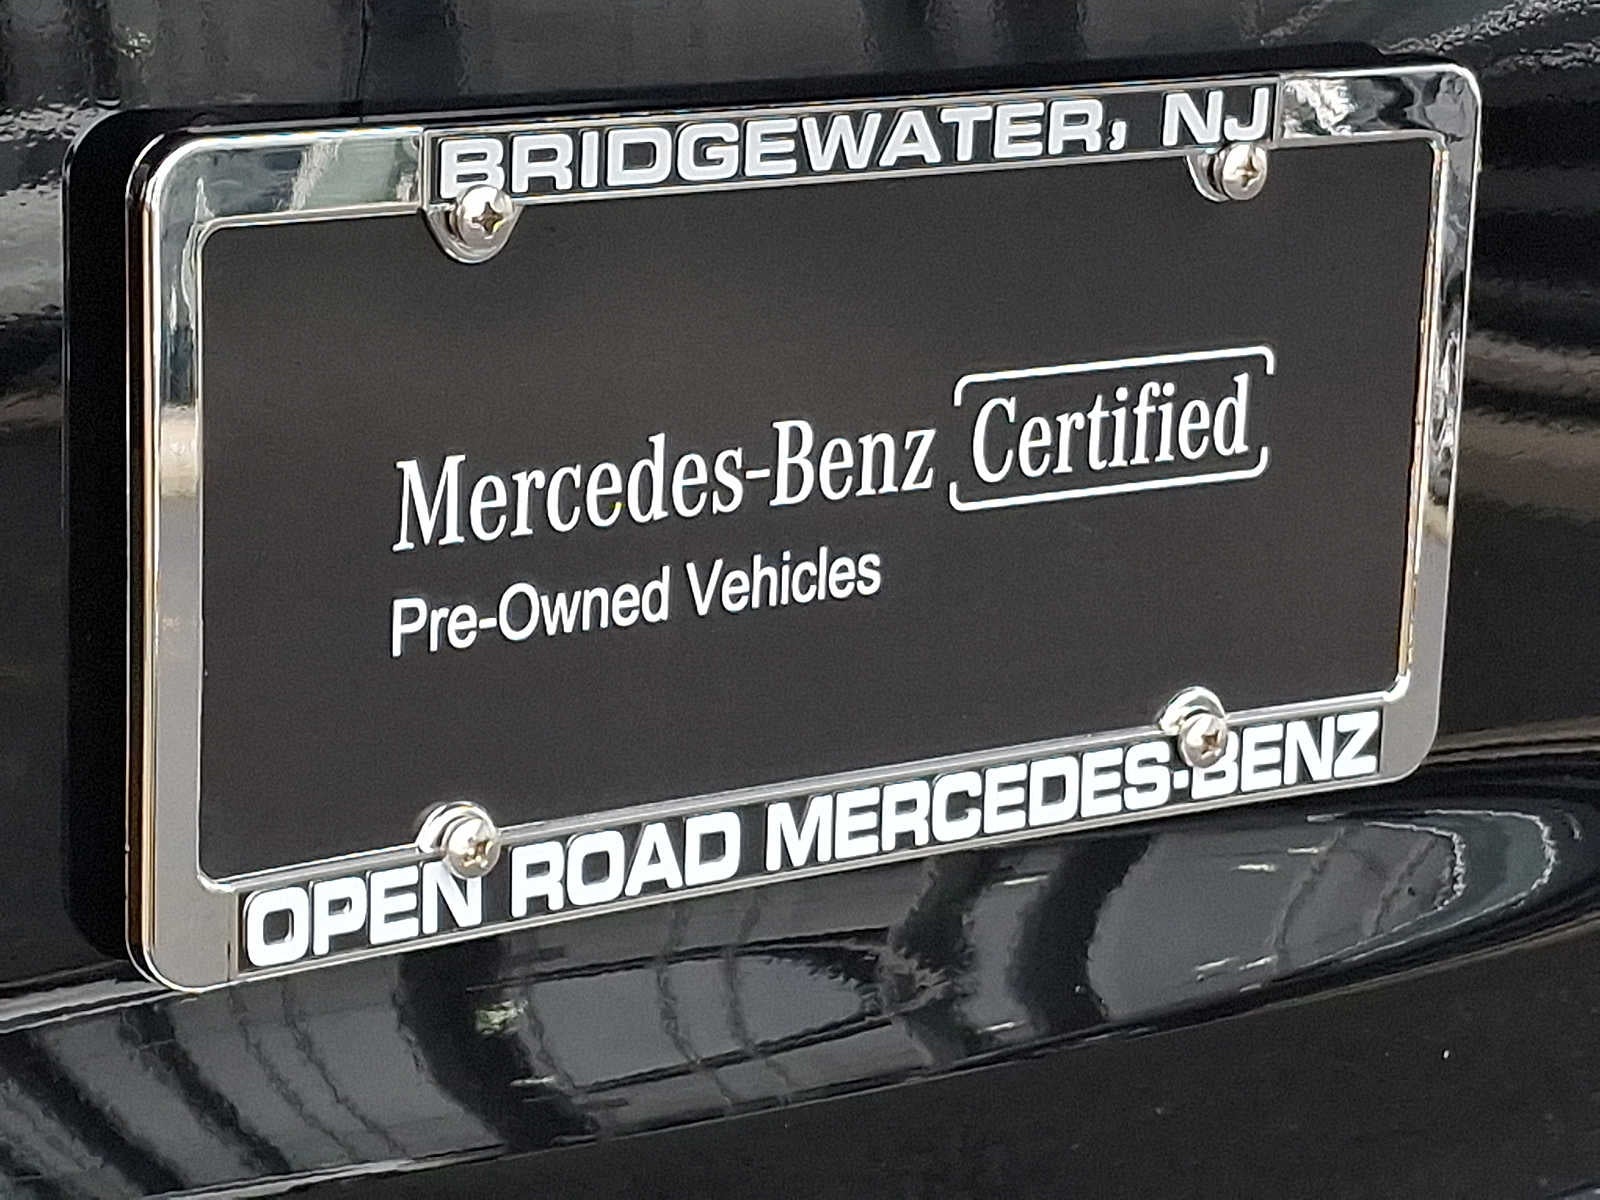 BRIDGEWATER, NJ
Mercedes-Benz Certified
Pre-Owned Vehicles
OPEN ROAD MERCEDES-BENZ